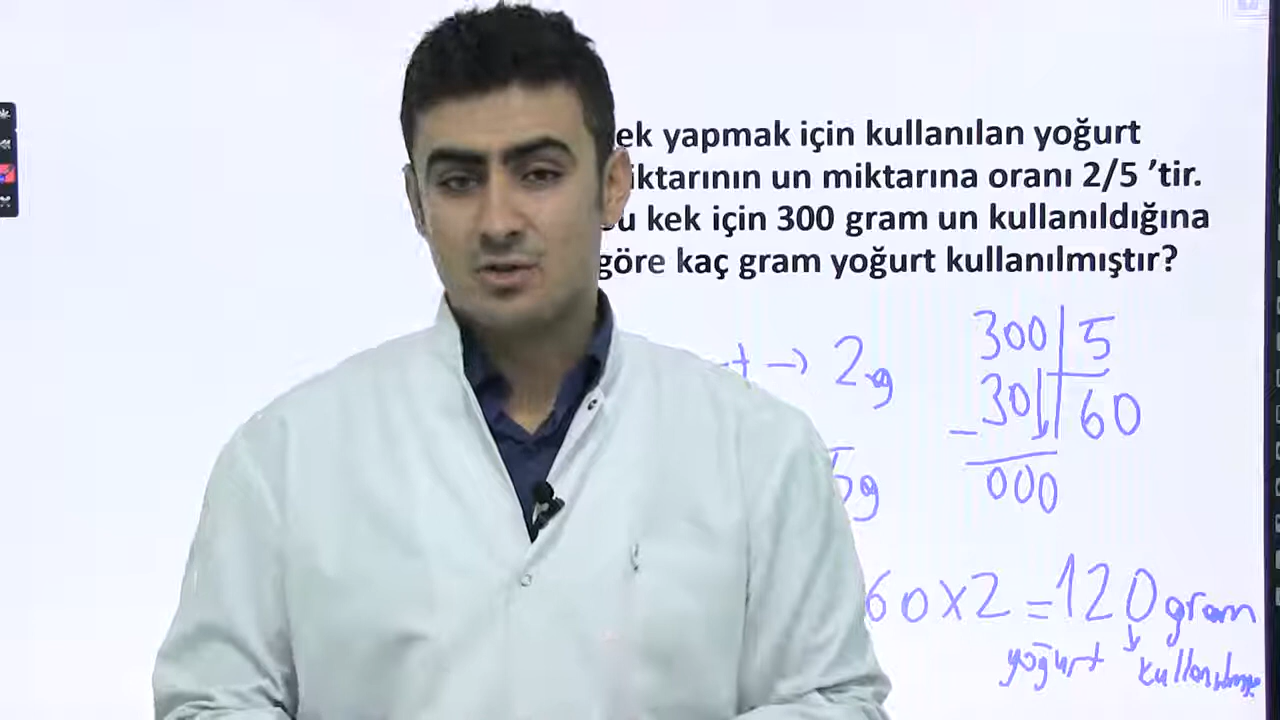 ek yapmak için kullanılan yoğurt
iktarının un miktarına oranı 2/5 ’tir.
u kek için 300 gram un kullanıldığına
göre kaç gram yoğurt kullanılmıştır?
t → 2g
5g
300 5
- 30 60
000
60x2 = 120 gram
yoğurt kullanılmış